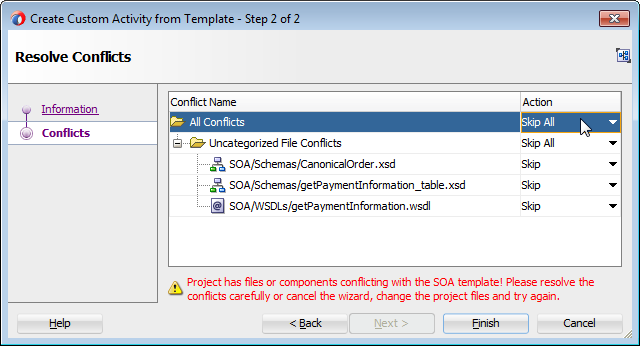 Create Custom Activity from Template - Step 2 of 2
Resolve Conflicts
Information
Conflicts
Conflict Name Action
All Conflicts Skip All
Uncategorized File Conflicts Skip All
SOA/Schemas/CanonicalOrder.xsd Skip
SOA/Schemas/getPaymentInformation_table.xsd Skip
SOA/WSDLs/getPaymentInformation.wsdl Skip
Project has files or components conflicting with the SOA template! Please resolve the
conflicts carefully or cancel the wizard, change the project files and try again.
Help < Back Next > Finish Cancel